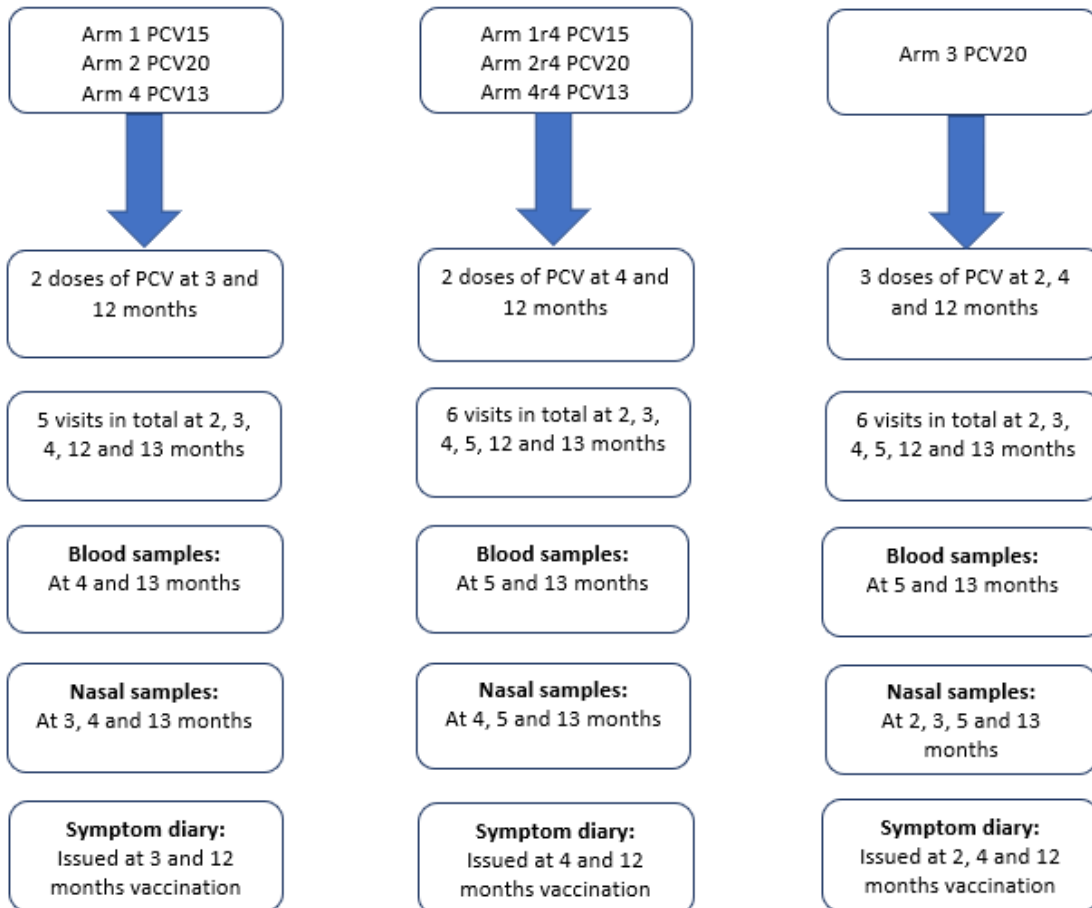 Arm 1 PCV15
Arm 2 PCV20
Arm 4 PCV13
2 doses of PCV at 3 and
12 months
5 visits in total at 2, 3,
4, 12 and 13 months
Blood samples:
At 4 and 13 months
Nasal samples:
At 3, 4 and 13 months
Symptom diary:
Issued at 3 and 12
months vaccination
Arm 1r4 PCV15
Arm 2r4 PCV20
Arm 4r4 PCV13
2 doses of PCV at 4 and
12 months
6 visits in total at 2, 3,
4, 5, 12 and 13 months
Blood samples:
At 5 and 13 months
Nasal samples:
At 4, 5 and 13 months
Symptom diary:
Issued at 4 and 12
months vaccination
Arm 3 PCV20
3 doses of PCV at 2, 4
and 12 months
6 visits in total at 2, 3,
4, 5, 12 and 13 months
Blood samples:
At 5 and 13 months
Nasal samples:
At 2, 3, 5 and 13
months
Symptom diary:
Issued at 2, 4 and 12
months vaccination